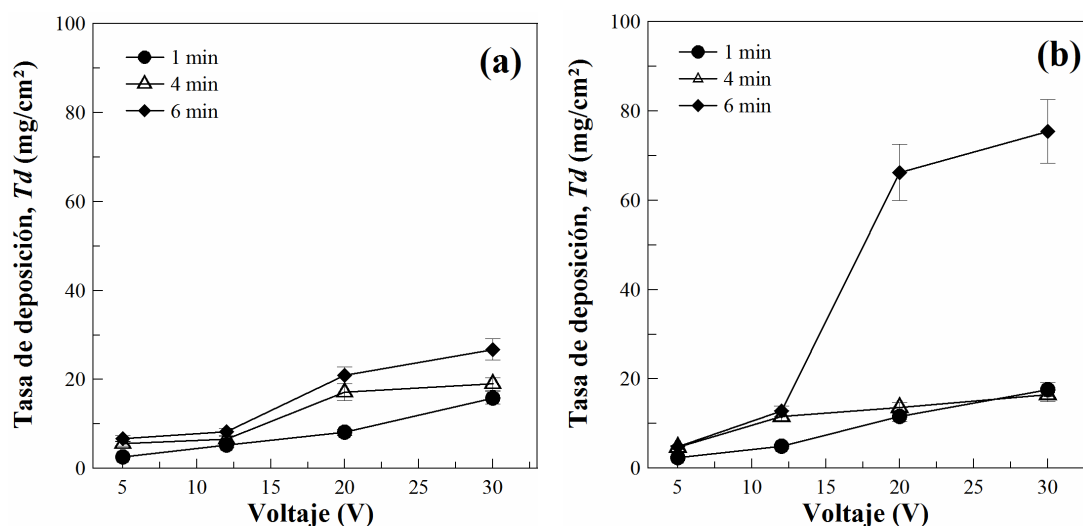 100
80
60
40
20
0
Tasa de deposición, Td (mg/cm²)
1 min
4 min
6 min
(a)
5 10 15 20 25 30
Voltaje (V)
100
80
60
40
20
0
Tasa de deposición, Td (mg/cm²)
1 min
4 min
6 min
(b)
5 10 15 20 25 30
Voltaje (V)